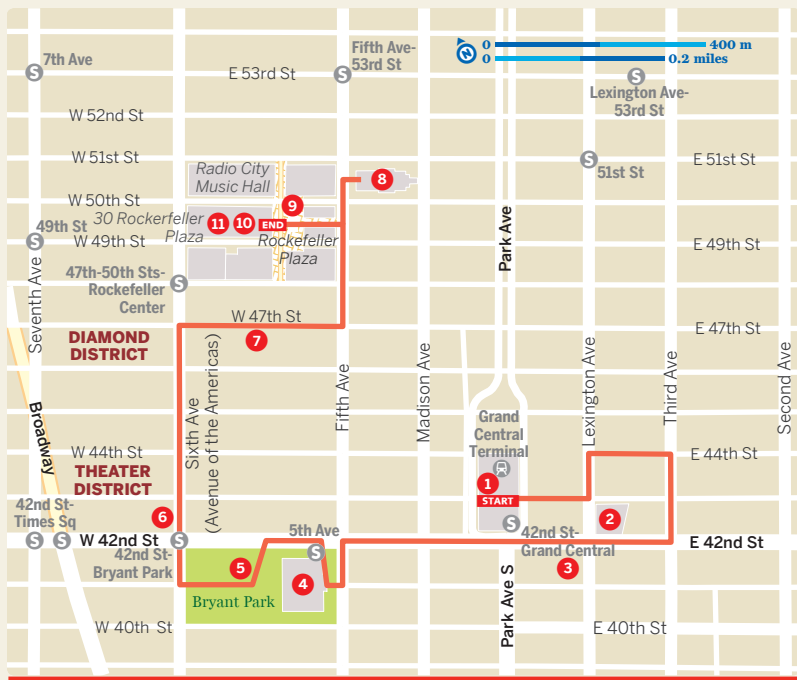 7th Ave
Fifth Ave-
53rd St
E 53rd St
0
400 m
N
0
0.2 miles
Lexington Ave-
53rd St
W 52nd St
W 51st St
E 51st St
51st St
Radio City
Music Hall
8
W 50th St
9
30 Rockerfeller
Plaza
11
10
END
49th St
W 49th St
Rockefeller
Plaza
Park Ave
E 49th St
47th-50th Sts-
Rockefeller
Center
Seventh Ave
W 47th St
E 47th St
DIAMOND
DISTRICT
7
Sixth Ave
(Avenue of the Americas)
Fifth Ave
Madison Ave
Lexington Ave
Third Ave
Second Ave
Broadway
Grand
Central
Terminal
W 44th St
E 44th St
THEATER
DISTRICT
1
START
42nd St-
Times Sq
6
5th Ave
2
W 42nd St
42nd St-
Grand Central
E 42nd St
42nd St-
Bryant Park
5
4
3
Bryant Park
Park Ave S
W 40th St
E 40th St
S
S
S
S
S
S
S
S
S
S
S